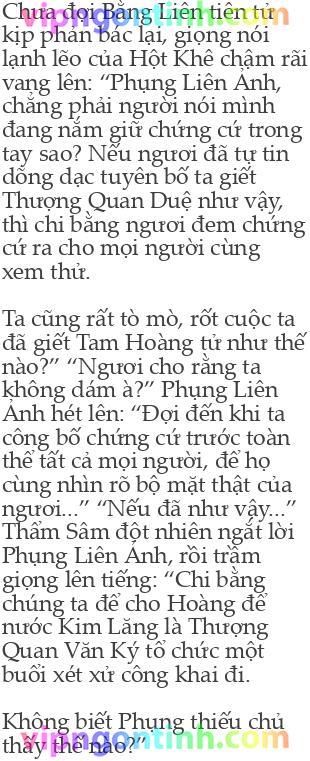 Chưa đợi Bằng Liên tiên tử
kịp phản bác lại, giọng nói
lạnh lẽo của Hột Khê chậm rãi
vang lên: “Phụng Liên Ảnh,
chẳng phải người nói mình
đang nắm giữ chứng cứ trong
tay sao? Nếu ngươi đã tự tin
dõng dạc tuyên bố ta giết
Thượng Quan Duệ như vậy,
thì chi bằng ngươi đem chứng
cứ ra cho mọi người cùng
xem thử.
Ta cũng rất tò mò, rốt cuộc ta
đã giết Tam Hoàng tử như thế
nào?” “Ngươi cho rằng ta
không dám à?” Phụng Liên
Ảnh hét lên: “Đợi đến khi ta
công bố chứng cứ trước toàn
thể tất cả mọi người, để họ
cùng nhìn rõ bộ mặt thật của
ngươi...” “Nếu đã như vậy...”
Thẩm Sâm đột nhiên ngắt lời
Phụng Liên Ảnh, rồi trầm
giọng lên tiếng: “Chi bằng
chúng ta để cho Hoàng đế
nước Kim Lăng là Thượng
Quan Văn Ký tổ chức một
buổi xét xử công khai đi.
Không biết Phụng thiếu chủ
thấy thế nào?”
vipngontinh.com
vipngontinh.com